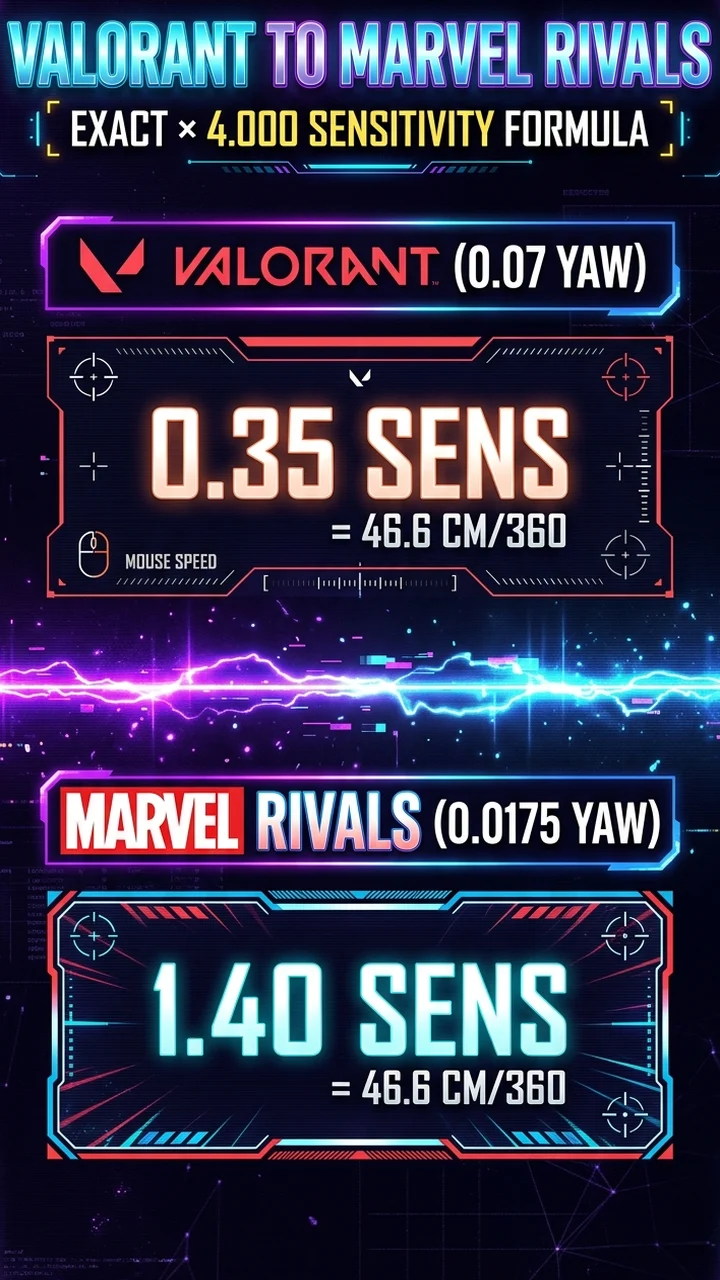 VALORANT TO MARVEL RIVALS
EXACT × 4.000 SENSITIVITY FORMULA
VALORANT™ (0.07 YAW)
0.35 SENS
= 46.6 CM/360
MOUSE SPEED
MARVEL RIVALS (0.0175 YAW)
1.40 SENS
= 46.6 CM/360